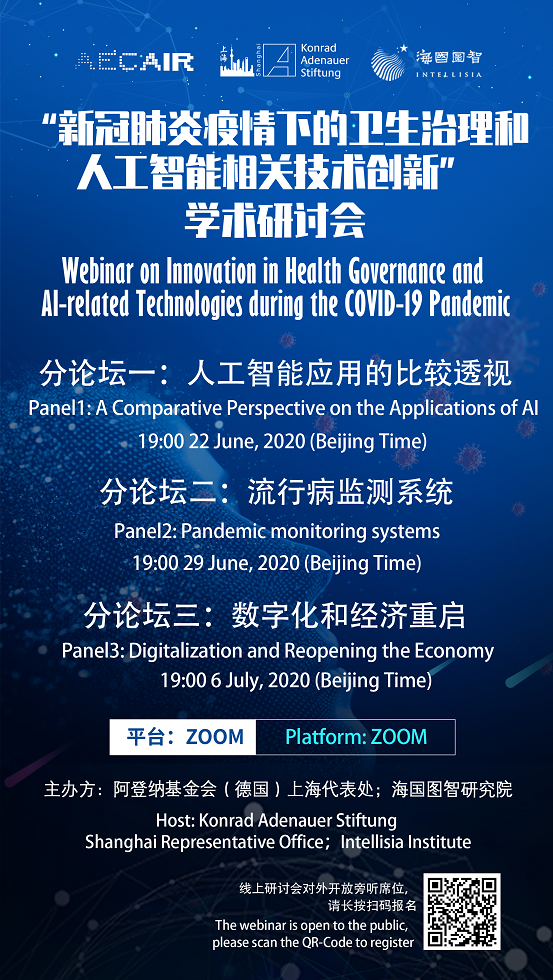 AECAIR
上海
Shanghai
Konrad
Adenauer
Stiftung
海国图智
INTELLISIA
“新冠肺炎疫情下的卫生治理和
人工智能相关技术创新”
学术研讨会
Webinar on Innovation in Health Governance and
AI-related Technologies during the COVID-19 Pandemic
分论坛一：人工智能应用的比较透视
Panel1: A Comparative Perspective on the Applications of AI
19:00 22 June, 2020 (Beijing Time)
分论坛二：流行病监测系统
Panel2: Pandemic monitoring systems
19:00 29 June, 2020 (Beijing Time)
分论坛三：数字化和经济重启
Panel3: Digitalization and Reopening the Economy
19:00 6 July, 2020 (Beijing Time)
平台：ZOOM Platform: ZOOM
主办方：阿登纳基金会（德国）上海代表处；海国图智研究院
Host: Konrad Adenauer Stiftung
Shanghai Representative Office；Intellisia Institute
线上研讨会对外开放旁听席位，
请长按扫码报名
The webinar is open to the public,
please scan the QR-Code to register